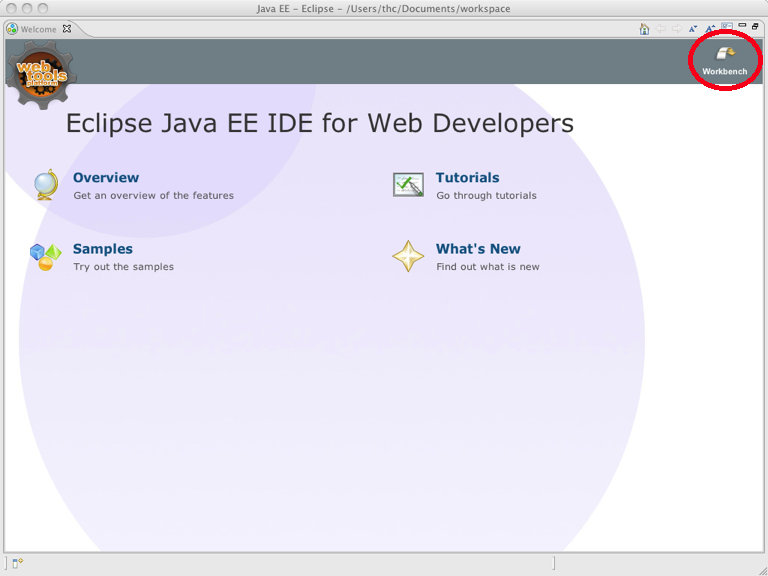 Java EE – Eclipse – /Users/thc/Documents/workspace
Welcome
web
tools
platform
Workbench
Eclipse Java EE IDE for Web Developers
Overview
Get an overview of the features
Tutorials
Go through tutorials
Samples
Try out the samples
What's New
Find out what is new